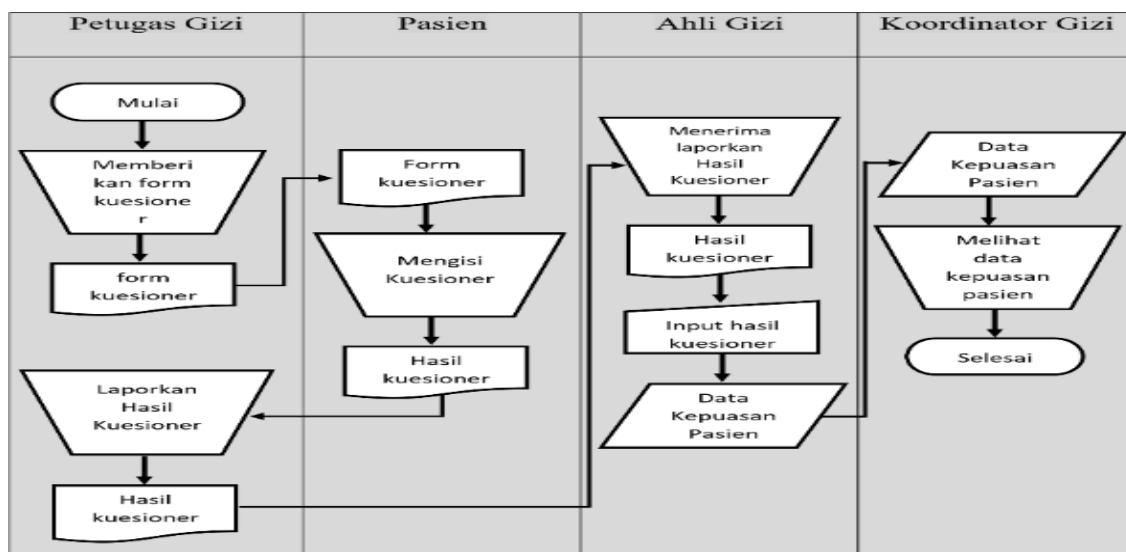 Petugas Gizi
Pasien
Ahli Gizi
Koordinator Gizi
Mulai
Memberi
kan form
kuesione
r
form
kuesioner
Laporkan
Hasil
Kuesioner
Hasil
kuesioner
Form
kuesioner
Mengisi
Kuesioner
Hasil
kuesioner
Menerima
laporkan
Hasil
Kuesioner
Hasil
kuesioner
Input hasil
kuesioner
Data
Kepuasan
Pasien
Data
Kepuasan
Pasien
Melihat
data
kepuasan
pasien
Selesai